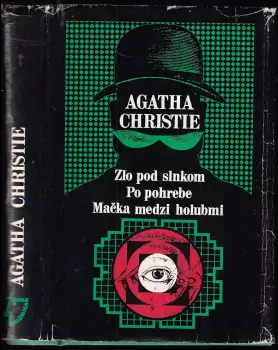 AGATHA CHRISTIE
AGATHA
CHRISTIE
Zlo pod slnkom
Po pohrebe
Mačka medzi holubmi